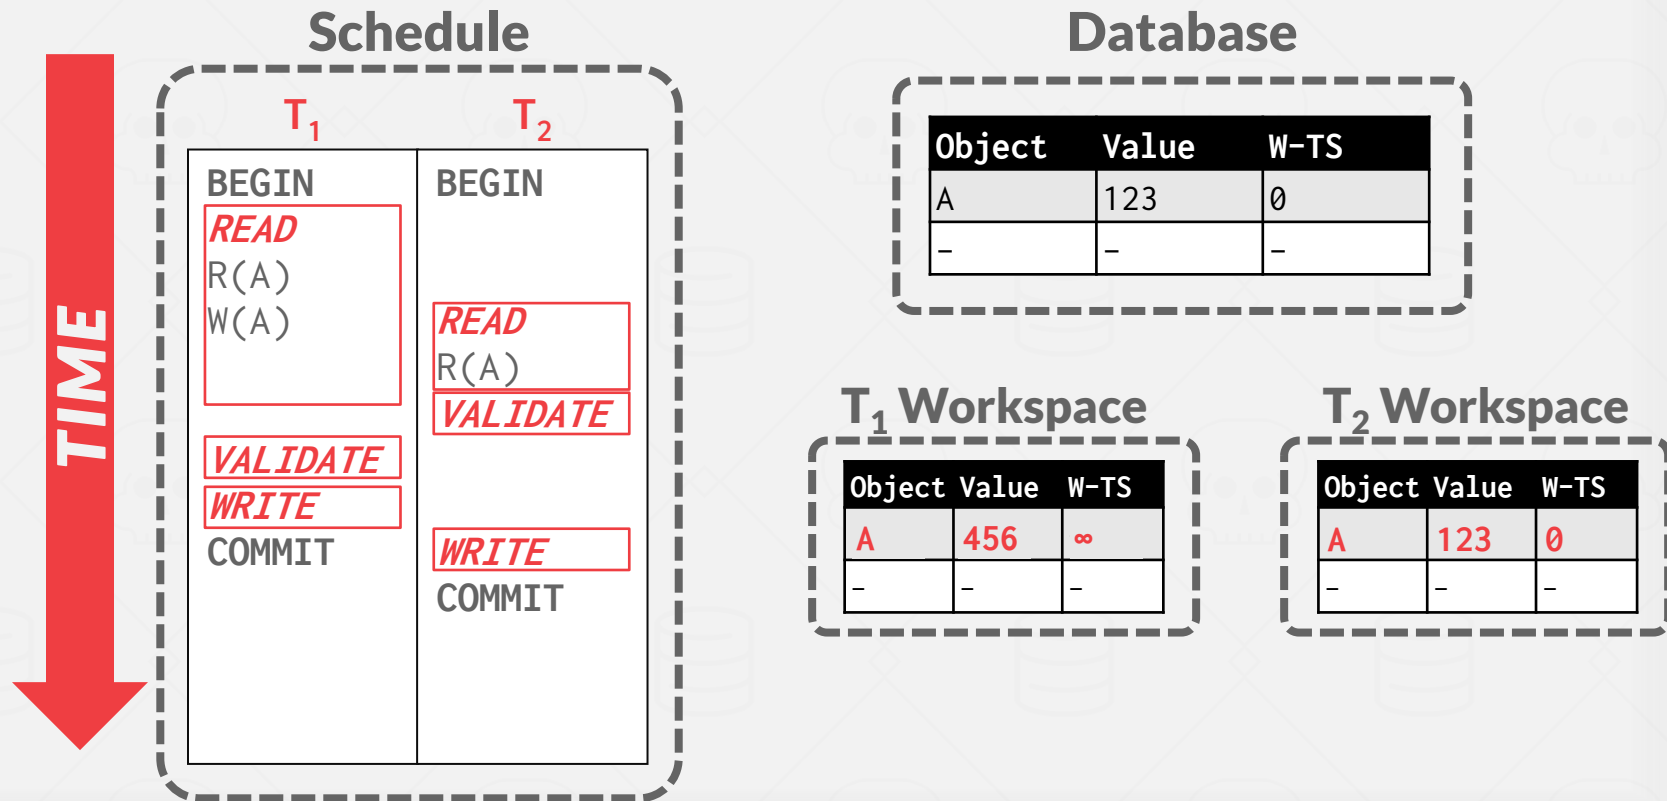 Schedule
Database
TIME
T1 T2
BEGIN BEGIN
READ
R(A)
W(A) READ
R(A)
VALIDATE
VALIDATE
WRITE
COMMIT WRITE
COMMIT
Object Value W-TS
A 123 0
- - -
T1 Workspace
Object Value W-TS
A 456 ∞
- - -
T2 Workspace
Object Value W-TS
A 123 0
- - -